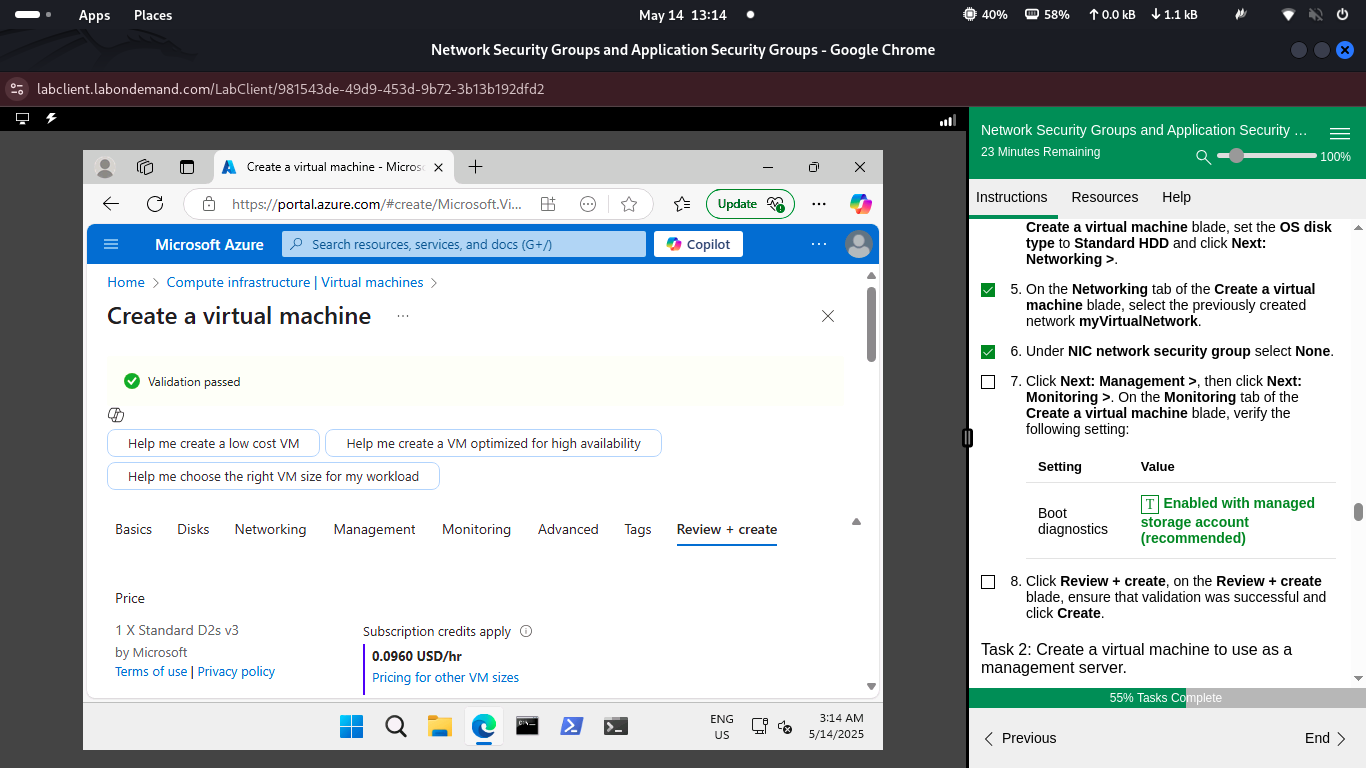 Apps Places May 14 13:14 40% 58% 0.0 kB 1.1 kB
Network Security Groups and Application Security Groups - Google Chrome
labclient.labondemand.com/LabClient/981543de-49d9-453d-9b72-3b13b192dfd2
Create a virtual machine - Micros
https://portal.azure.com/#create/Microsoft.Vi...
Update
Microsoft Azure
Search resources, services, and docs (G+/)
Copilot
Home > Compute infrastructure | Virtual machines >
Create a virtual machine ...
Validation passed
Help me create a low cost VM
Help me create a VM optimized for high availability
Help me choose the right VM size for my workload
Basics Disks Networking Management Monitoring Advanced Tags Review + create
Price
1 X Standard D2s v3
by Microsoft
Terms of use | Privacy policy
Subscription credits apply
0.0960 USD/hr
Pricing for other VM sizes
ENG
US
3:14 AM
5/14/2025
Network Security Groups and Application Security ...
23 Minutes Remaining
100%
Instructions Resources Help
Create a virtual machine blade, set the OS disk
type to Standard HDD and click Next:
Networking >.
5. On the Networking tab of the Create a virtual
machine blade, select the previously created
network myVirtualNetwork.
6. Under NIC network security group select None.
7. Click Next: Management >, then click Next:
Monitoring >. On the Monitoring tab of the
Create a virtual machine blade, verify the
following setting:
Setting Value
Boot
diagnostics
T Enabled with managed
storage account
(recommended)
8. Click Review + create, on the Review + create
blade, ensure that validation was successful and
click Create.
Task 2: Create a virtual machine to use as a
management server.
55% Tasks Complete
Previous End